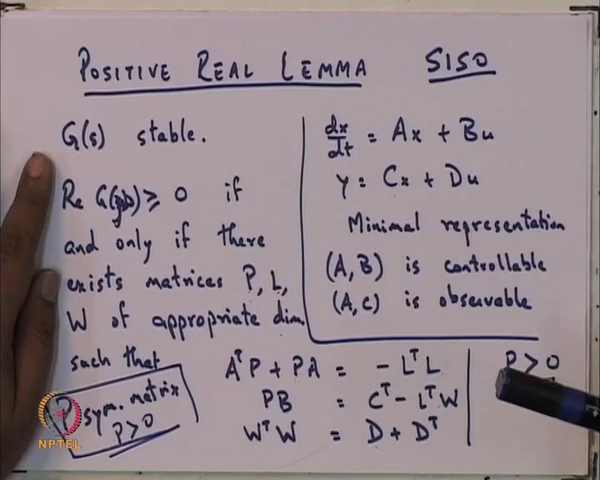 POSITIVE REAL LEMMA SISO
G(s) stable.
Re G(jω) ≥ 0 if
and only if there
exists matrices P, L,
W of appropriate dim.
such that
P sym. matrix
P > 0
NPTEL
dx/dt = Ax + Bu
y = Cx + Du
Minimal representation
(A, B) is controllable
(A, C) is observable
AᵀP + PA = - LᵀL
PB = Cᵀ - LᵀW
WᵀW = D + Dᵀ
P > 0